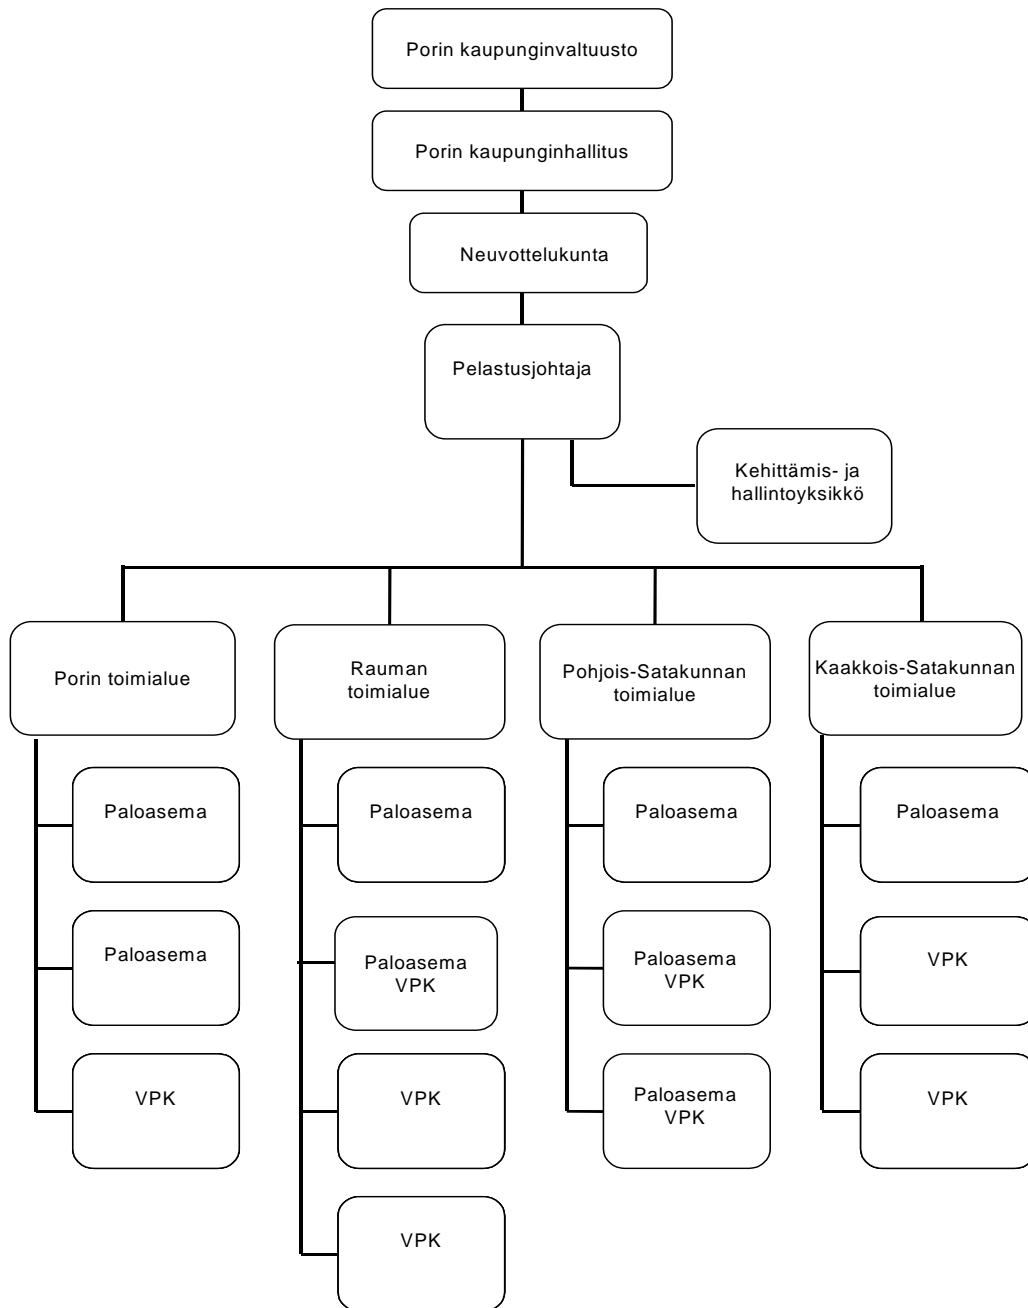 Porin kaupunginvaltuusto
Porin kaupunginhallitus
Neuvottelukunta
Pelastusjohtaja
Kehittämis- ja
hallintoyksikkö
Porin toimialue
Rauman
toimialue
Pohjois-Satakunnan
toimialue
Kaakkois-Satakunnan
toimialue
Paloasema
Paloasema
Paloasema
Paloasema
Paloasema
Paloasema
VPK
Paloasema
VPK
VPK
VPK
VPK
Paloasema
VPK
VPK
VPK